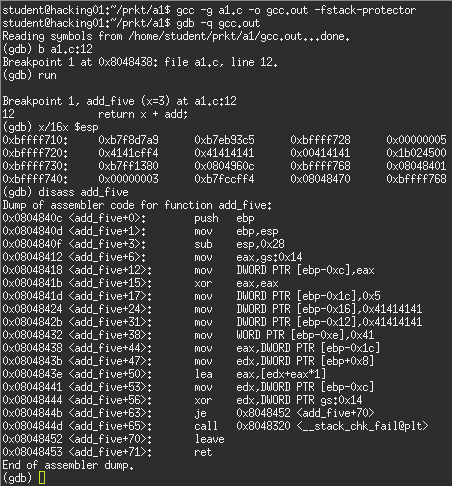 student@hacking01:~/prkt/a1$ gcc -g a1.c -o gcc.out -fstack-protector
student@hacking01:~/prkt/a1$ gdb -q gcc.out
Reading symbols from /home/student/prkt/a1/gcc.out...done.
(gdb) b a1.c:12
Breakpoint 1 at 0x8048438: file a1.c, line 12.
(gdb) run
Breakpoint 1, add_five (x=3) at a1.c:12
12 return x + add;
(gdb) x/16x $esp
0xbffff710: 0xb7f8d7a9 0xb7eb93c5 0xbffff728 0x00000005
0xbffff720: 0x4141cff4 0x41414141 0x00414141 0x1b024500
0xbffff730: 0xb7ff1380 0x0804960c 0xbffff768 0x08048401
0xbffff740: 0x00000003 0xb7fccff4 0x08048470 0xbffff768
(gdb) disass add_five
Dump of assembler code for function add_five:
0x0804840c <add_five+0>: push ebp
0x0804840d <add_five+1>: mov ebp,esp
0x0804840f <add_five+3>: sub esp,0x28
0x08048412 <add_five+6>: mov eax,gs:0x14
0x08048418 <add_five+12>: mov DWORD PTR [ebp-0xc],eax
0x0804841b <add_five+15>: xor eax,eax
0x0804841d <add_five+17>: mov DWORD PTR [ebp-0x1c],0x5
0x08048424 <add_five+24>: mov DWORD PTR [ebp-0x16],0x41414141
0x0804842b <add_five+31>: mov DWORD PTR [ebp-0x12],0x41414141
0x08048432 <add_five+38>: mov WORD PTR [ebp-0xe],0x41
0x08048438 <add_five+44>: mov eax,DWORD PTR [ebp-0x1c]
0x0804843b <add_five+47>: mov edx,DWORD PTR [ebp+0x8]
0x0804843e <add_five+50>: lea eax,[edx+eax*1]
0x08048441 <add_five+53>: mov edx,DWORD PTR [ebp-0xc]
0x08048444 <add_five+56>: xor edx,DWORD PTR gs:0x14
0x0804844b <add_five+63>: je 0x8048452 <add_five+70>
0x0804844d <add_five+65>: call 0x8048320 <__stack_chk_fail@plt>
0x08048452 <add_five+70>: leave
0x08048453 <add_five+71>: ret
End of assembler dump.
(gdb)